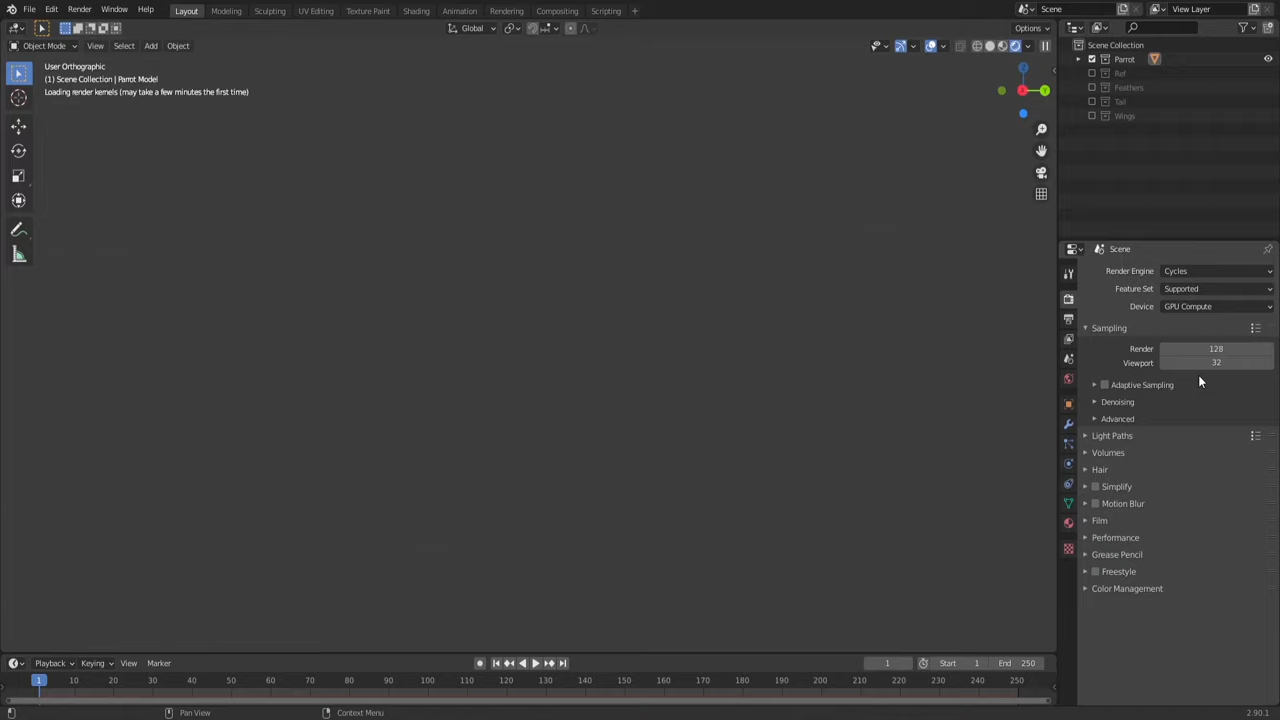 File Edit Render Window Help Layout Modeling Sculpting UV Editing Texture Paint Shading Animation Rendering Compositing Scripting + Scene View Layer
Global Options
Object Mode View Select Add Object
User Orthographic
(1) Scene Collection | Parrot Model
Loading render kernels (may take a few minutes the first time)
Z
Y
Scene Collection
Parrot
Ref
Feathers
Tail
Wings
Scene
Render Engine Cycles
Feature Set Supported
Device GPU Compute
Sampling
Render 128
Viewport 32
Adaptive Sampling
Denoising
Advanced
Light Paths
Volumes
Hair
Simplify
Motion Blur
Film
Performance
Grease Pencil
Freestyle
Color Management
Playback Keying View Marker 1 Start 1 End 250
1 10 20 30 40 50 60 70 80 90 100 110 120 130 140 150 160 170 180 190 200 210 220 230 240 250
Pan View Context Menu 2.90.1